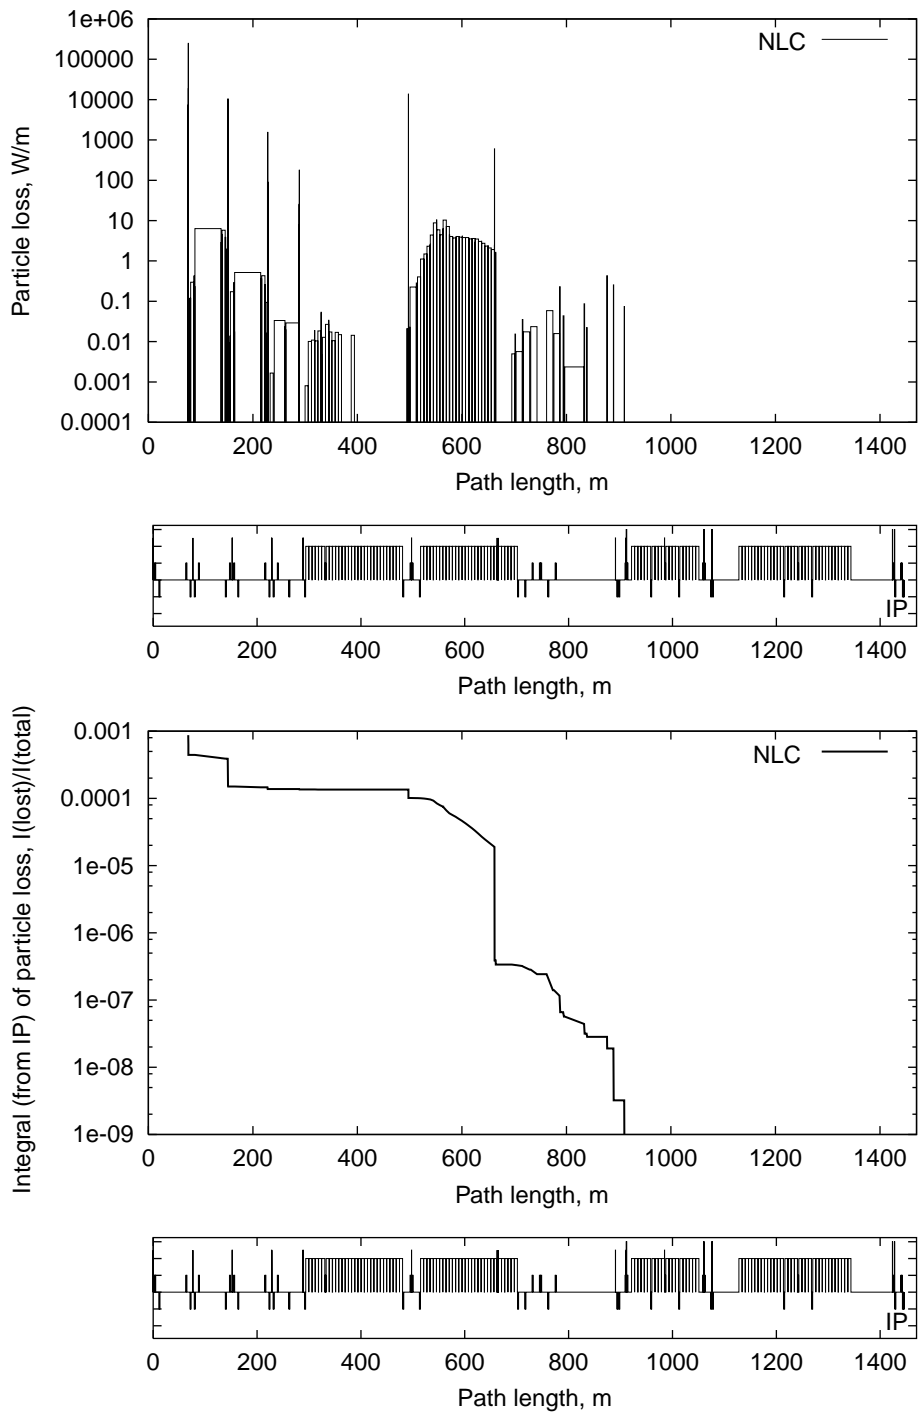 Particle loss, W/m
1e+06
100000
10000
1000
100
10
1
0.1
0.01
0.001
0.0001
NLC
0 200 400 600 800 1000 1200 1400
Path length, m
IP
0 200 400 600 800 1000 1200 1400
Path length, m
Integral (from IP) of particle loss, I(lost)/I(total)
0.001
0.0001
1e-05
1e-06
1e-07
1e-08
1e-09
NLC
0 200 400 600 800 1000 1200 1400
Path length, m
IP
0 200 400 600 800 1000 1200 1400
Path length, m